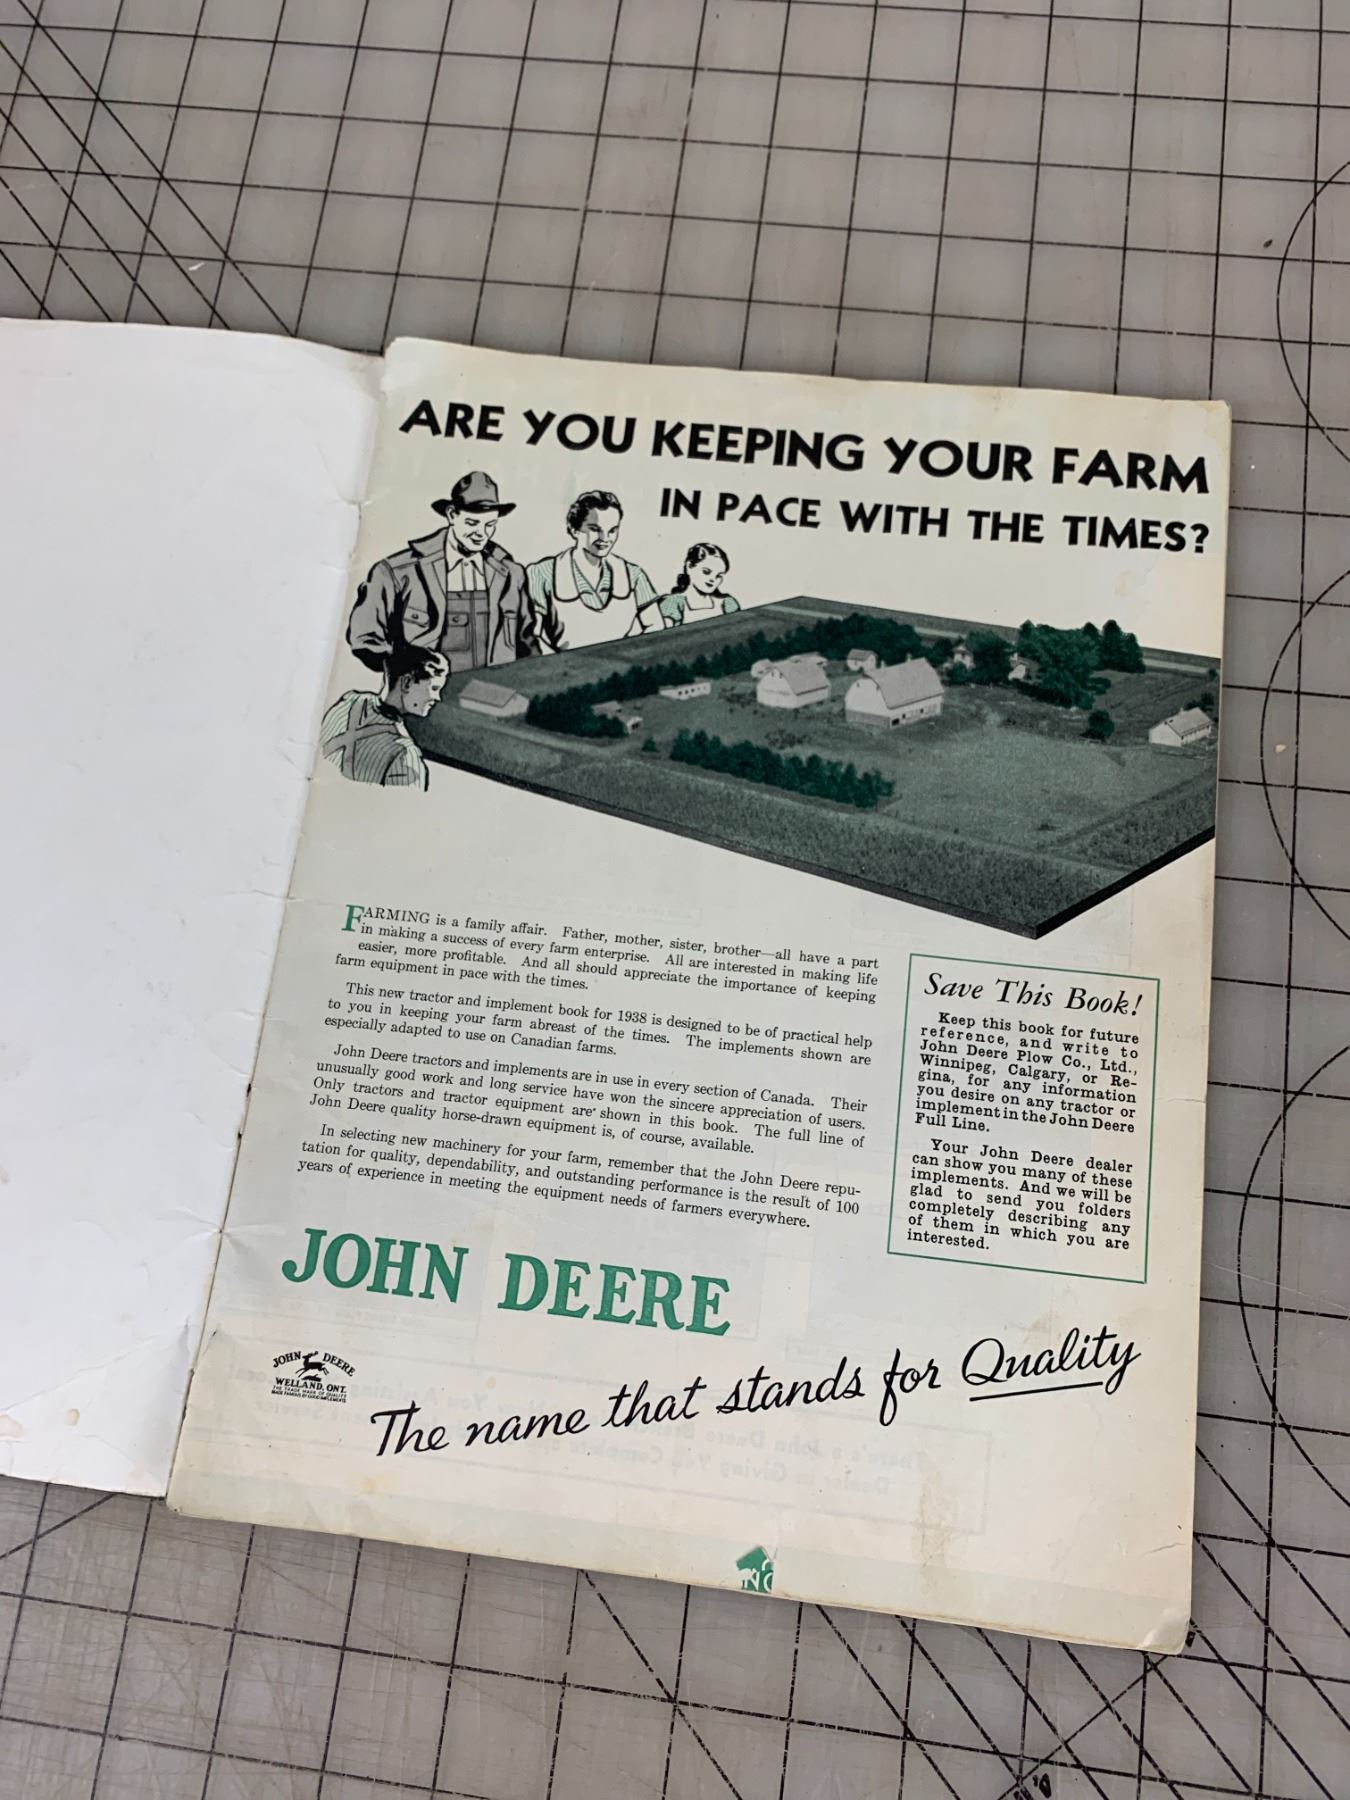 ARE YOU KEEPING YOUR FARM
IN PACE WITH THE TIMES?
FARMING is a family affair. Father, mother, sister, brother—all have a part
in making a success of every farm enterprise. All are interested in making life
easier, more profitable. And all should appreciate the importance of keeping
farm equipment in pace with the times.
This new tractor and implement book for 1938 is designed to be of practical help
to you in keeping your farm abreast of the times. The implements shown are
especially adapted to use on Canadian farms.
John Deere tractors and implements are in use in every section of Canada. Their
unusually good work and long service have won the sincere appreciation of users.
Only tractors and tractor equipment are shown in this book. The full line of
John Deere quality horse-drawn equipment is, of course, available.
In selecting new machinery for your farm, remember that the John Deere repu-
tation for quality, dependability, and outstanding performance is the result of 100
years of experience in meeting the equipment needs of farmers everywhere.
Save This Book!
Keep this book for future
reference, and write to
John Deere Plow Co., Ltd.,
Winnipeg, Calgary, or Re-
gina, for any information
you desire on any tractor or
implement in the John Deere
Full Line.
Your John Deere dealer
can show you many of these
implements. And we will be
glad to send you folders
completely describing any
of them in which you are
interested.
JOHN DEERE
JOHN DEERE
WELLAND, ONT.
THE TRADE MARK OF QUALITY
MADE FAMOUS BY GOOD IMPLEMENTS
The name that stands for Quality